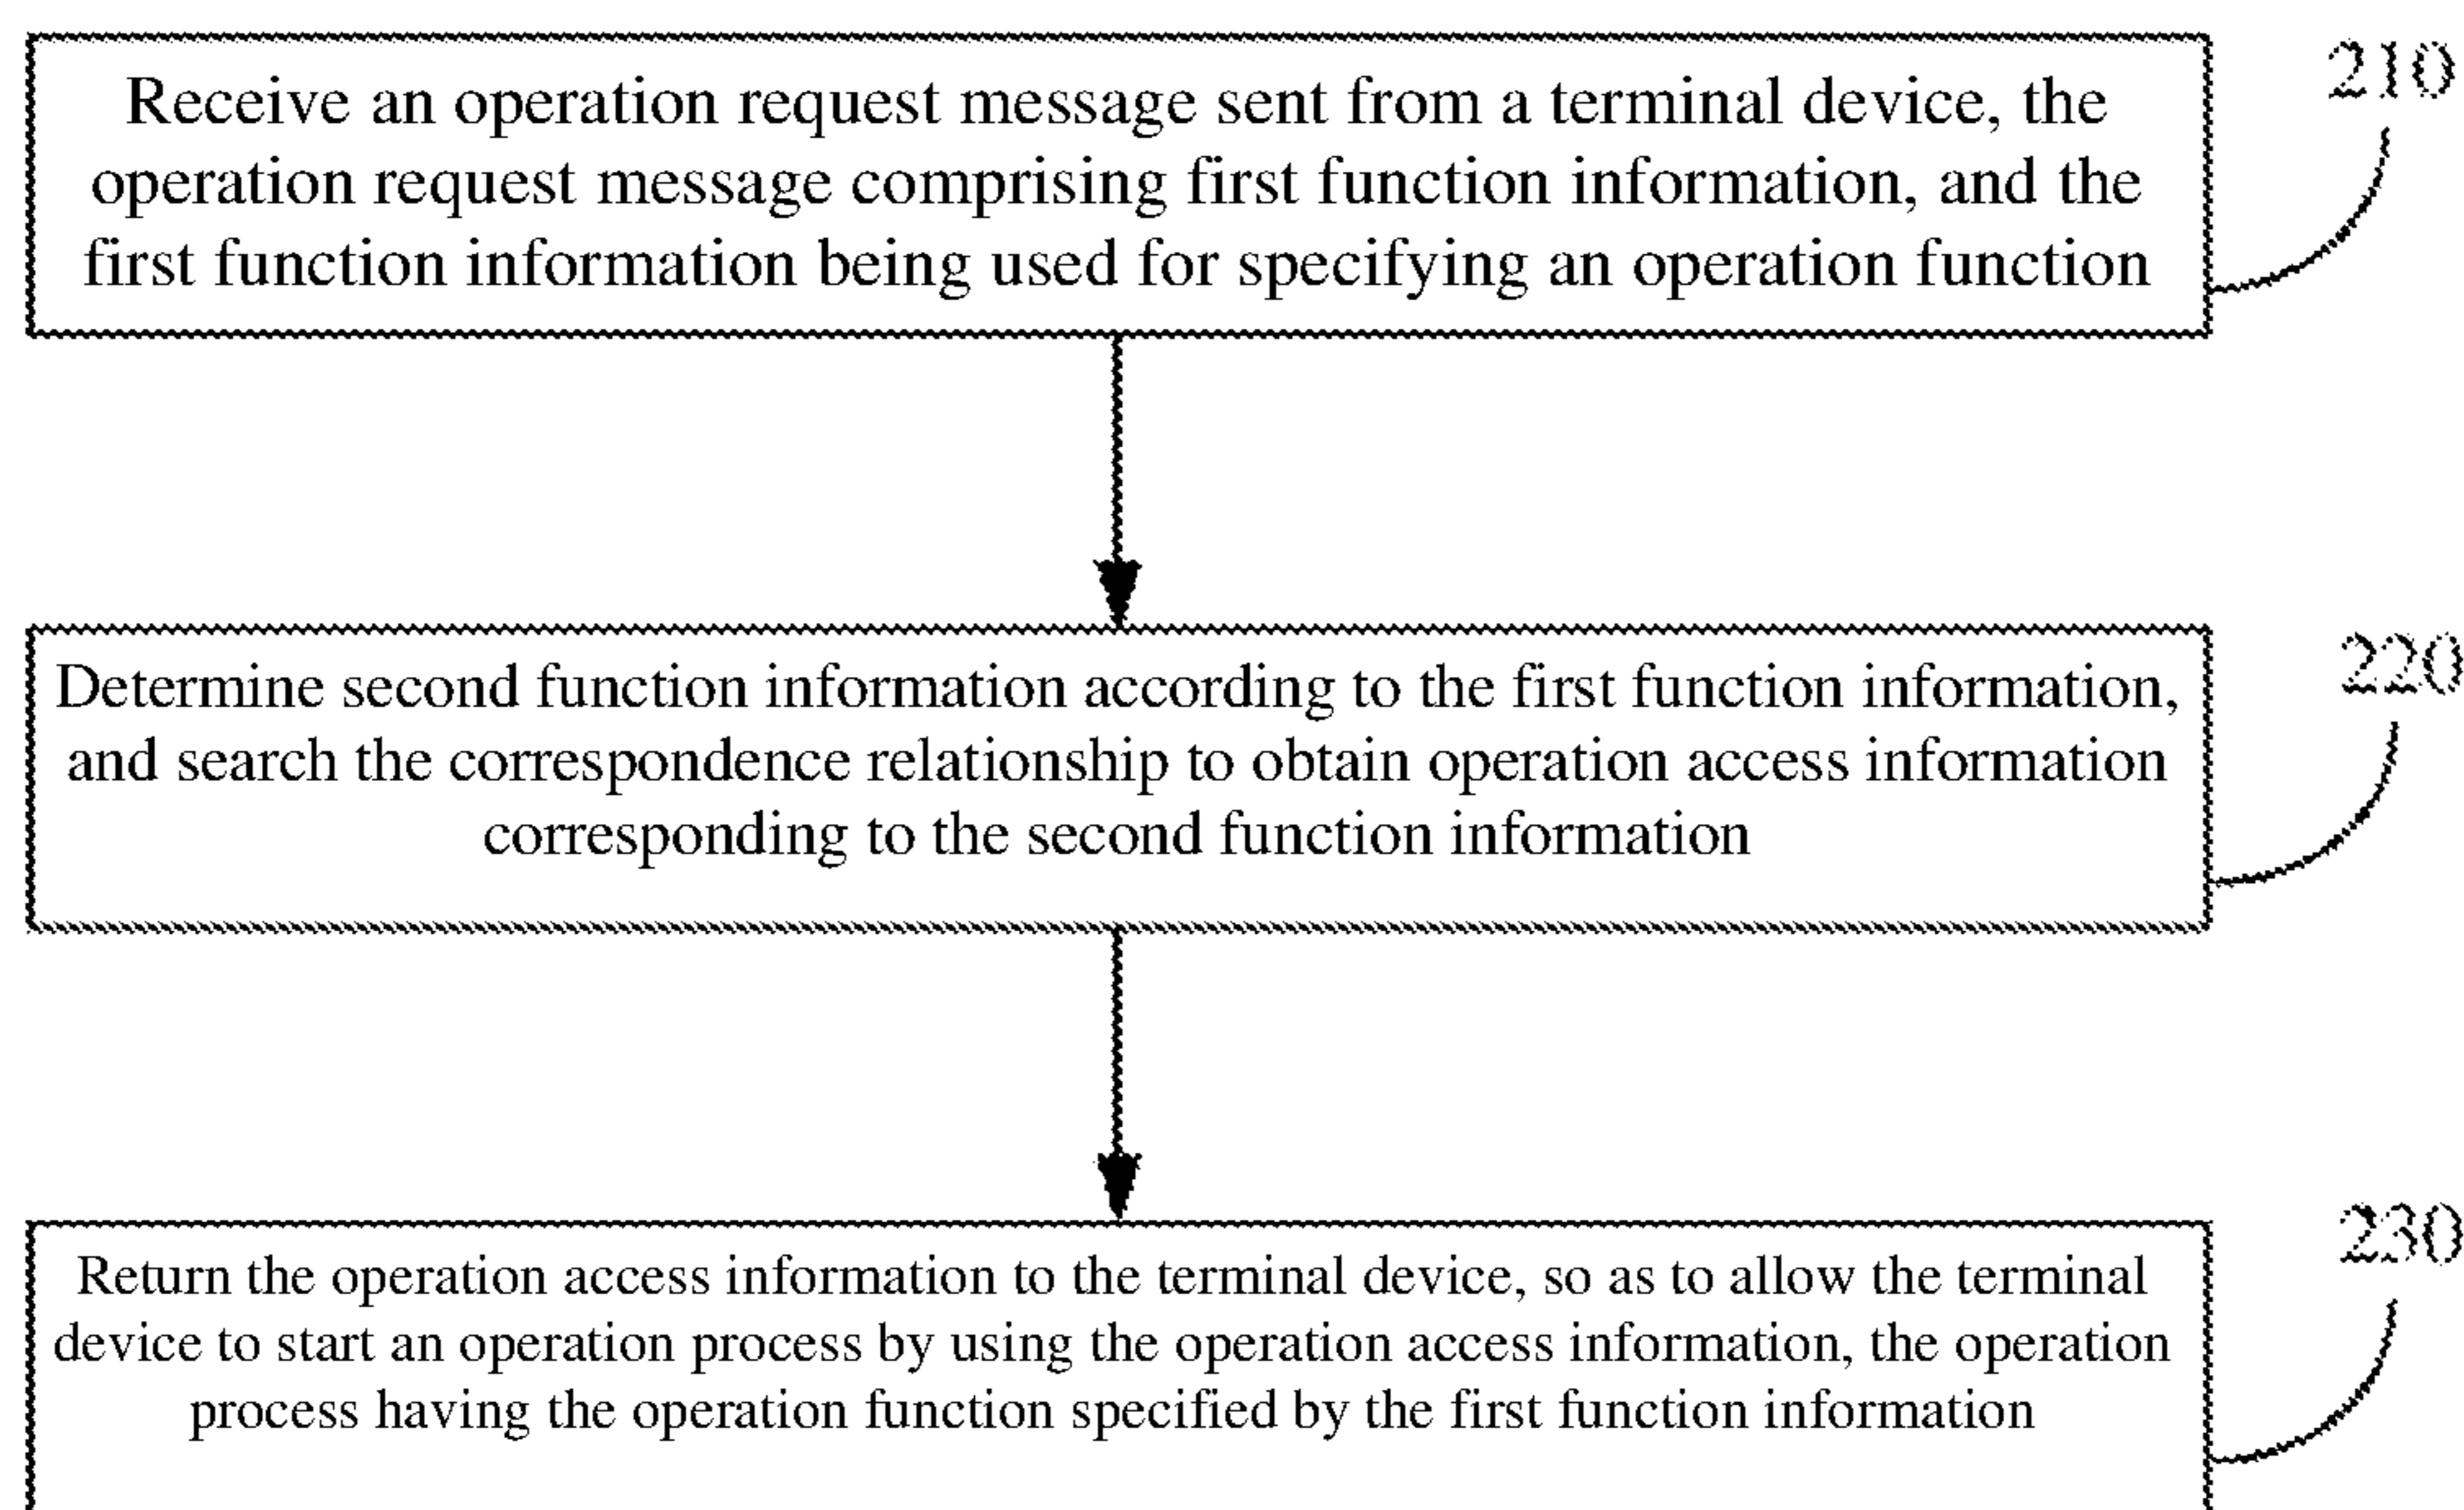 Receive an operation request message sent from a terminal device, the
operation request message comprising first function information, and the
first function information being used for specifying an operation function
210
Determine second function information according to the first function information,
and search the correspondence relationship to obtain operation access information
corresponding to the second function information
220
Return the operation access information to the terminal device, so as to allow the terminal
device to start an operation process by using the operation access information, the operation
process having the operation function specified by the first function information
230